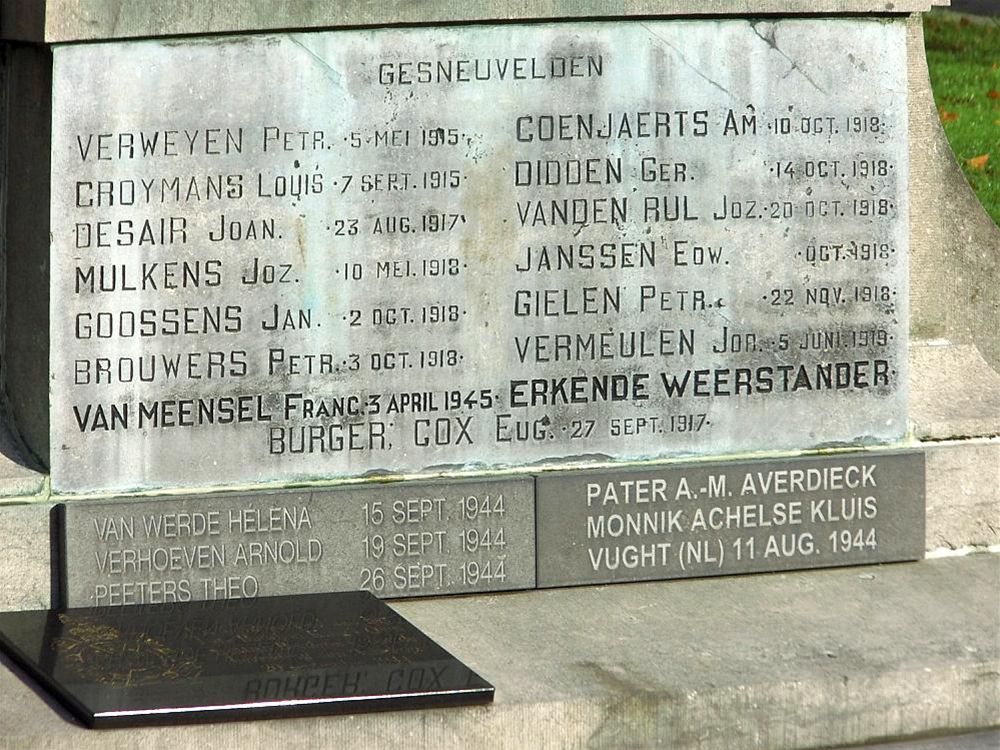 GESNEUVELDEN
VERWEYEN PETR. ·5·MEI 1915·
CROYMANS LOUIS ·7 SEPT. 1915·
DESAIR JOAN. ·23 AUG. 1917·
MULKENS JOZ. ·10 MEI. 1918·
GOOSSENS JAN. ·2 OCT. 1918·
BROUWERS PETR. ·3 OCT. 1918·
COENJAERTS AM ·10 OCT. 1918·
DIDDEN GER. ·14 OCT. 1918·
VANDEN RUL JOZ. 20 OCT. 1918·
JANSSEN EDW. ·OCT. 1918·
GIELEN PETR. ·22 NOV. 1918·
VERMEULEN ·5 JUNI. 1919·
VAN MEENSEL FRANC. 3 APRIL 1945· ERKENDE WEERSTANDER·
BURGER, COX EUG. ·27 SEPT. 1917·
VAN WERDE HÉLENA 15 SEPT. 1944
VERHOEVEN ARNOLD 19 SEPT. 1944
PEETERS THEO 26 SEPT. 1944
PATER A.-M. AVERDIECK
MONNIK ACHELSE KLUIS
VUGHT (NL) 11 AUG. 1944